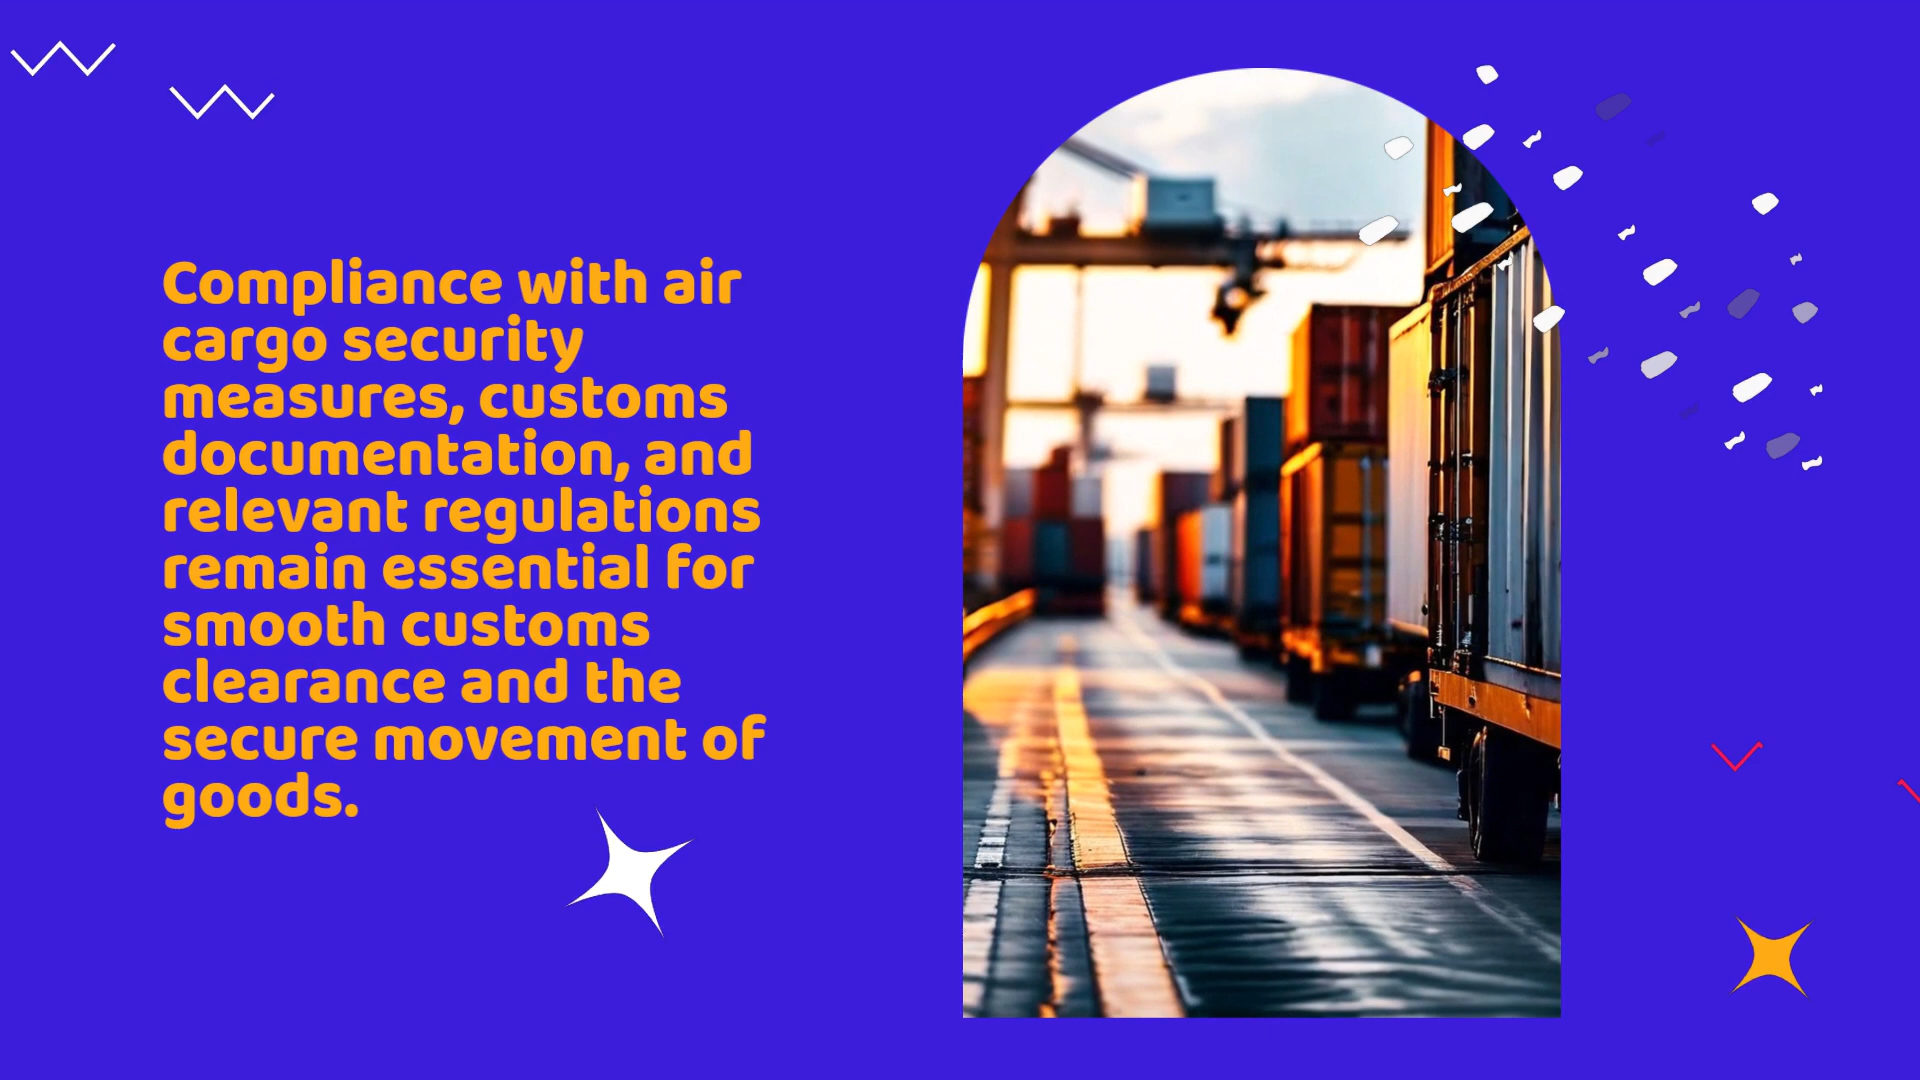 Compliance with air
cargo security
measures, customs
documentation, and
relevant regulations
remain essential for
smooth customs
clearance and the
secure movement of
goods.